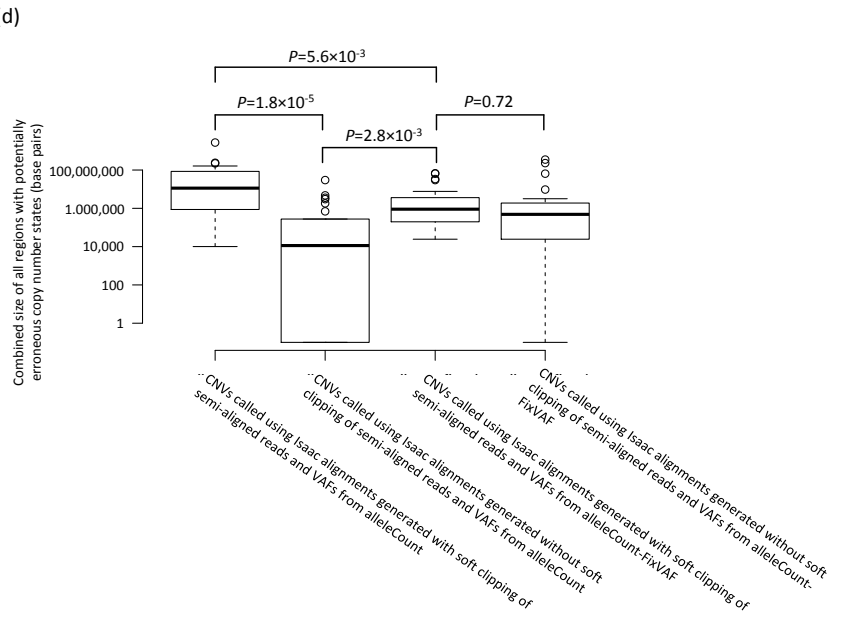 d)
P=5.6×10-3
P=1.8×10-5
P=0.72
P=2.8×10-3
Combined size of all regions with potentially
erroneous copy number states (base pairs)
100,000,000
1.000,000
10,000
100
1
CNVs called using Isaac alignments generated with soft clipping of
semi-aligned reads and VAFs from alleleCount
CNVs called using Isaac alignments generated without soft
clipping of semi-aligned reads and VAFs from alleleCount
CNVs called using Isaac alignments generated with soft clipping of
semi-aligned reads and VAFs from alleleCount-FixVAF
CNVs called using Isaac alignments generated without soft
clipping of semi-aligned reads and VAFs from alleleCount-
FixVAF